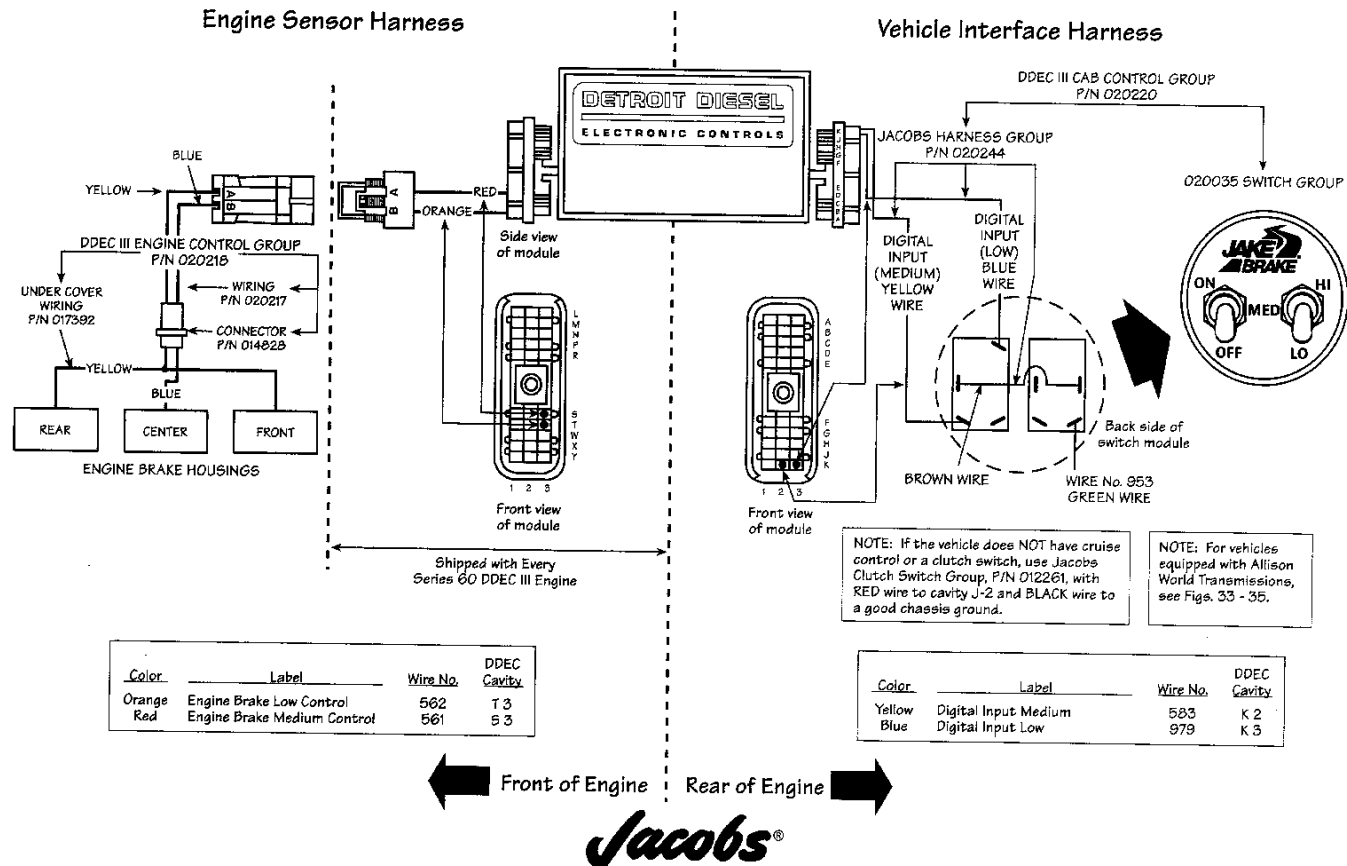 Engine Sensor Harness
Vehicle Interface Harness
DDEC III CAB CONTROL GROUP
P/N 020220
DETROIT DIESEL
ELECTRONIC CONTROLS
JACOBS HARNESS GROUP
P/N 020244
BLUE
YELLOW
A
B
A
B
RED
ORANGE
K
J
H
G
F
E
D
C
B
A
020035 SWITCH GROUP
Side view
of module
DIGITAL
INPUT
(MEDIUM)
YELLOW
WIRE
DIGITAL
INPUT
(LOW)
BLUE
WIRE
JAKE
BRAKE
ON
MED
HI
OFF
LO
DDEC III ENGINE CONTROL GROUP
P/N 020218
UNDER COVER
WIRING
P/N 017392
WIRING
P/N 020217
CONNECTOR
P/N 014828
YELLOW
BLUE
REAR
CENTER
FRONT
ENGINE BRAKE HOUSINGS
L
M
N
P
R
S
T
W
X
Y
1 2 3
Front view
of module
A
B
C
D
E
F
G
H
J
K
1 2 3
Front view
of module
Back side of
switch module
BROWN WIRE
WIRE No. 953
GREEN WIRE
Shipped with Every
Series 60 DDEC III Engine
NOTE: If the vehicle does NOT have cruise
control or a clutch switch, use Jacobs
Clutch Switch Group, P/N 012261, with
RED wire to cavity J-2 and BLACK wire to
a good chassis ground.
NOTE: For vehicles
equipped with Allison
World Transmissions,
see Figs. 33 - 35.
DDEC
Color Label Wire No. Cavity
Orange Engine Brake Low Control 562 T 3
Red Engine Brake Medium Control 561 S 3
DDEC
Color Label Wire No. Cavity
Yellow Digital Input Medium 583 K 2
Blue Digital Input Low 979 K 3
Front of Engine
Rear of Engine
Jacobs®